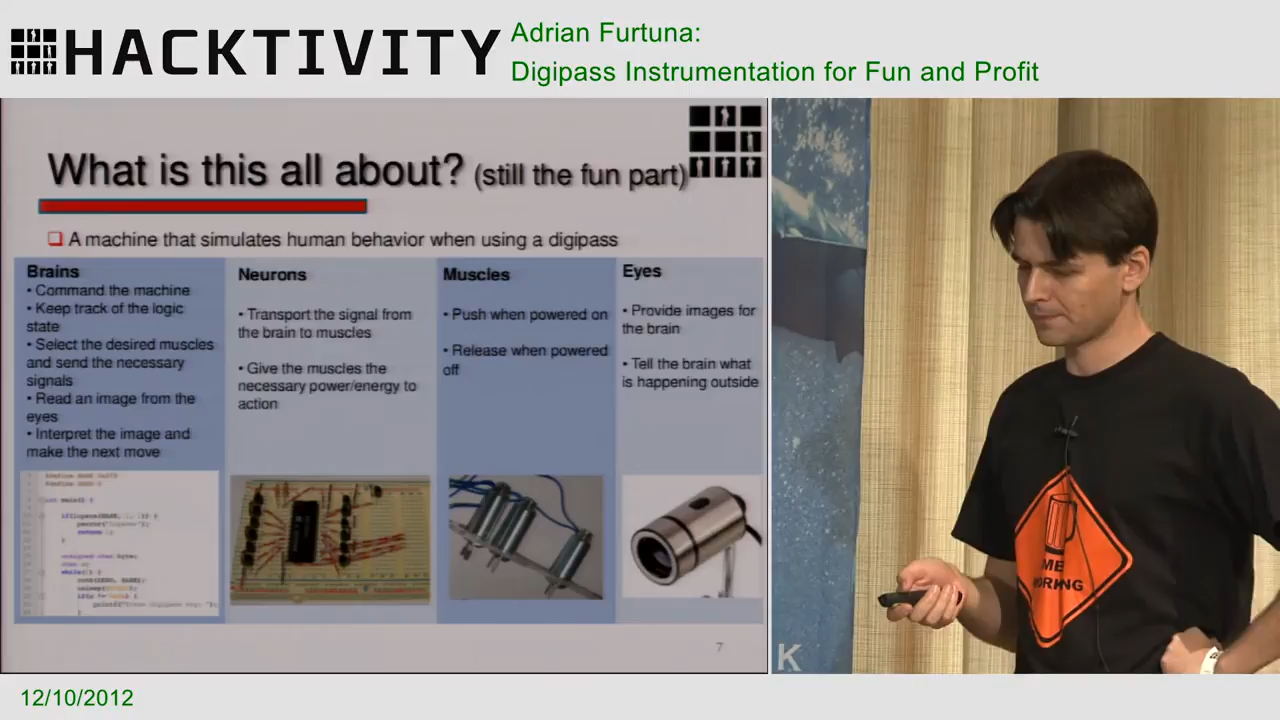 HACKTIVITY
Adrian Furtuna:
Digipass Instrumentation for Fun and Profit
What is this all about? (still the fun part)
❑ A machine that simulates human behavior when using a digipass
Brains
• Command the machine
• Keep track of the logic
state
• Select the desired muscles
and send the necessary
signals
• Read an image from the
eyes
• Interpret the image and
make the next move
Neurons
• Transport the signal from
the brain to muscles
• Give the muscles the
necessary power/energy to
action
Muscles
• Push when powered on
• Release when powered
off
Eyes
• Provide images for
the brain
• Tell the brain what
is happening outside
int main() {
7
K
WORKING
12/10/2012